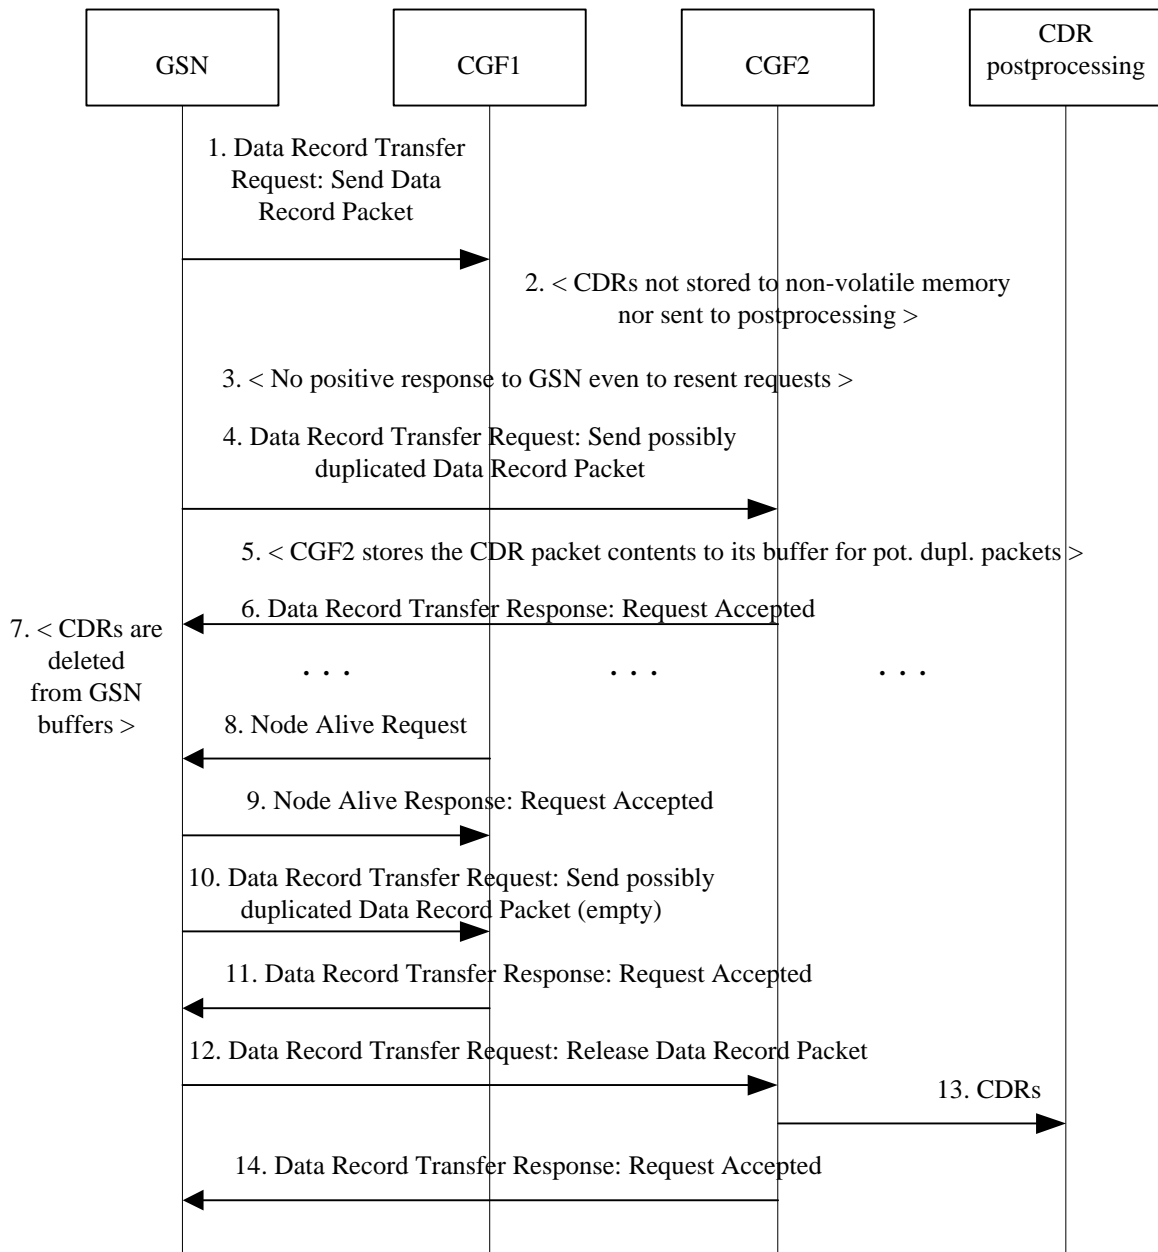 GSN
CGF1
CGF2
CDR
postprocessing
1. Data Record Transfer
Request: Send Data
Record Packet
2. < CDRs not stored to non-volatile memory
nor sent to postprocessing >
3. < No positive response to GSN even to resent requests >
4. Data Record Transfer Request: Send possibly
duplicated Data Record Packet
5. < CGF2 stores the CDR packet contents to its buffer for pot. dupl. packets >
6. Data Record Transfer Response: Request Accepted
7. < CDRs are
deleted
from GSN
buffers >
. . .
. . .
. . .
8. Node Alive Request
9. Node Alive Response: Request Accepted
10. Data Record Transfer Request: Send possibly
duplicated Data Record Packet (empty)
11. Data Record Transfer Response: Request Accepted
12. Data Record Transfer Request: Release Data Record Packet
13. CDRs
14. Data Record Transfer Response: Request Accepted